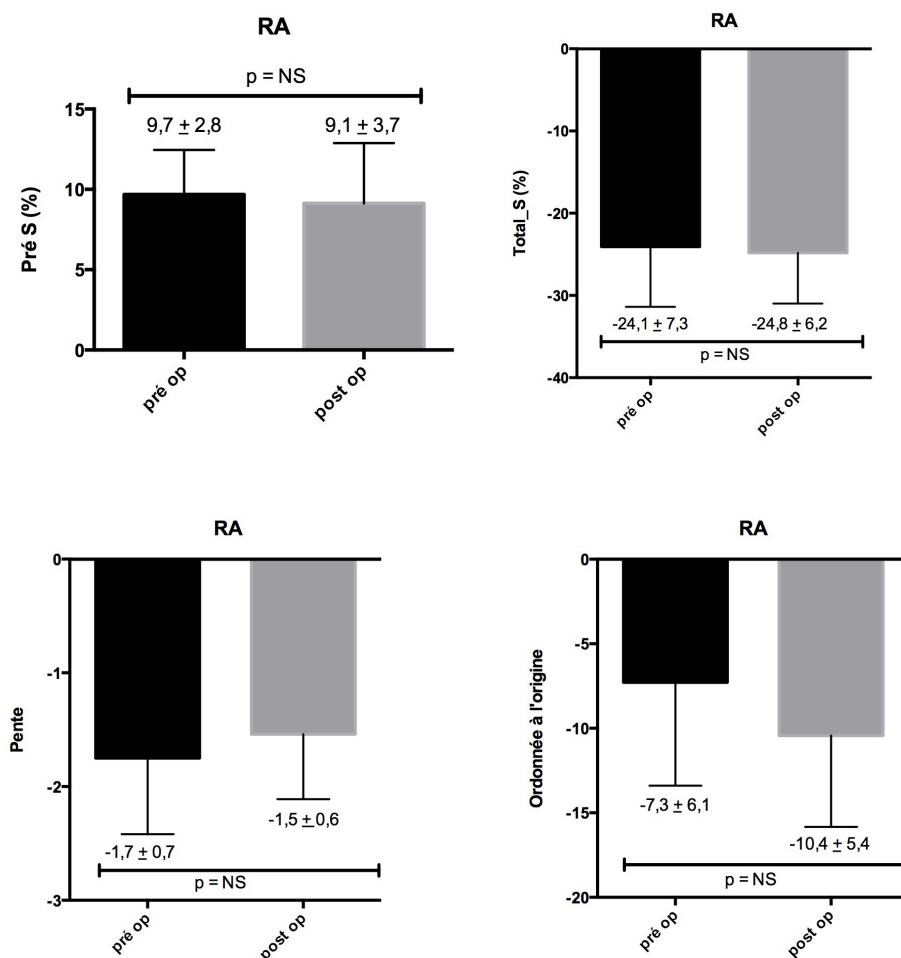 RA
p = NS
9,7 ± 2,8
9,1 ± 3,7
Pré S (%)
15
10
5
0
pré op
post op
RA
Total_S (%)
0
-10
-20
-30
-40
-24,1 ± 7,3
-24,8 ± 6,2
p = NS
pré op
post op
RA
Pente
0
-1
-2
-3
-1,7 ± 0,7
-1,5 ± 0,6
p = NS
pré op
post op
RA
Ordonnée à l'origine
0
-5
-10
-15
-20
-7,3 ± 6,1
-10,4 ± 5,4
p = NS
pré op
post op